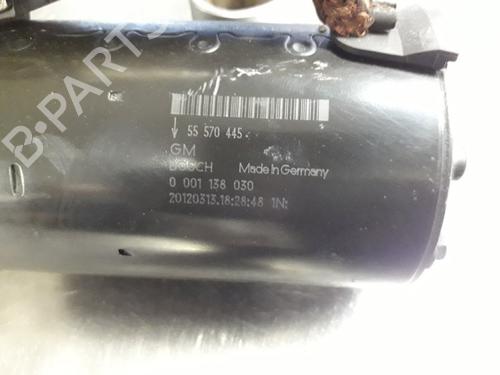 B-PARTS
55 570 445
GM
BOSCH Made in Germany
0 001 138 030
20120313.18:28:48 1N: